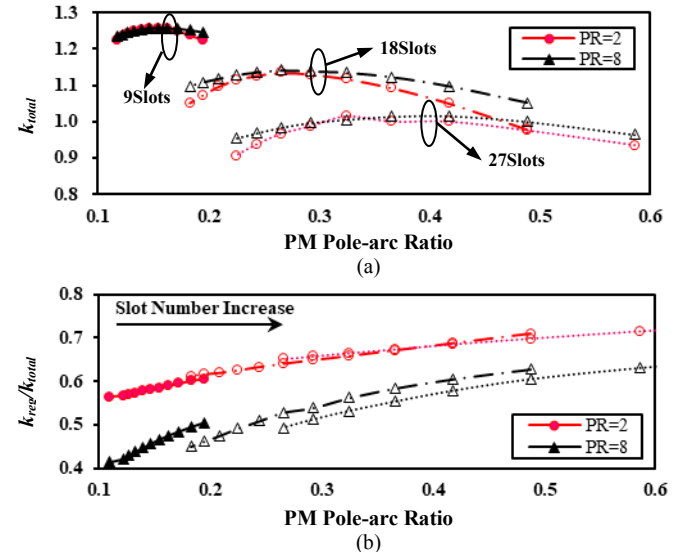 1.3
1.2
1.1
1.0
0.9
0.8
k_total
9Slots
18Slots
27Slots
PR=2
PR=8
0.1 0.2 0.3 0.4 0.5 0.6
PM Pole-arc Ratio
(a)
0.8
0.7
0.6
0.5
0.4
k_reg/k_total
Slot Number Increase
PR=2
PR=8
0.1 0.2 0.3 0.4 0.5 0.6
PM Pole-arc Ratio
(b)